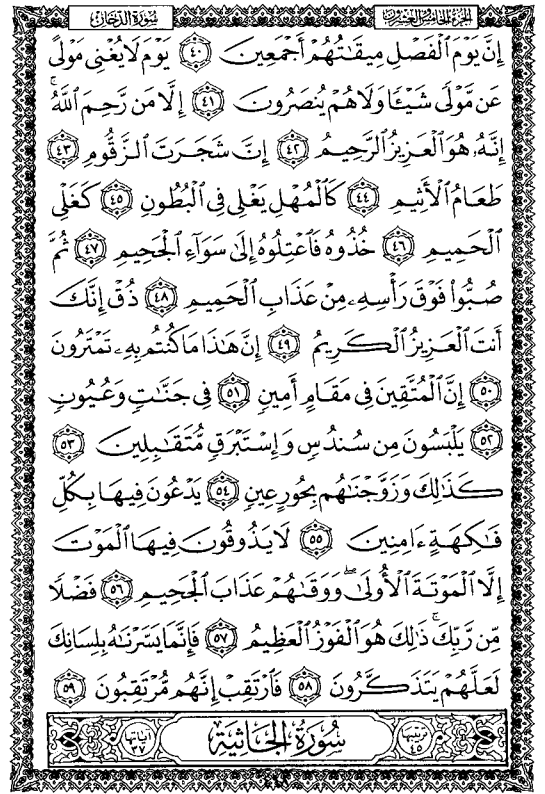 الجزء الخامس والعشرون سورة الدخان
إِنَّ يَوْمَ ٱلْفَصْلِ مِيقَٰتُهُمْ أَجْمَعِينَ ﴿٤٠﴾ يَوْمَ لَا يُغْنِى مَوْلًى
عَن مَّوْلًى شَيْـًٔا وَلَا هُمْ يُنصَرُونَ ﴿٤١﴾ إِلَّا مَن رَّحِمَ ٱللَّهُ ۚ
إِنَّهُۥ هُوَ ٱلْعَزِيزُ ٱلرَّحِيمُ ﴿٤٢﴾ إِنَّ شَجَرَتَ ٱلزَّقُّومِ ﴿٤٣﴾
طَعَامُ ٱلْأَثِيمِ ﴿٤٤﴾ كَٱلْمُهْلِ يَغْلِى فِى ٱلْبُطُونِ ﴿٤٥﴾ كَغَلْىِ
ٱلْحَمِيمِ ﴿٤٦﴾ خُذُوهُ فَٱعْتِلُوهُ إِلَىٰ سَوَآءِ ٱلْجَحِيمِ ﴿٤٧﴾ ثُمَّ
صُبُّوا۟ فَوْقَ رَأْسِهِۦ مِنْ عَذَابِ ٱلْحَمِيمِ ﴿٤٨﴾ ذُقْ إِنَّكَ
أَنتَ ٱلْعَزِيزُ ٱلْكَرِيمُ ﴿٤٩﴾ إِنَّ هَٰذَا مَا كُنتُم بِهِۦ تَمْتَرُونَ
﴿٥٠﴾ إِنَّ ٱلْمُتَّقِينَ فِى مَقَامٍ أَمِينٍ ﴿٥١﴾ فِى جَنَّٰتٍ وَعُيُونٍ
﴿٥٢﴾ يَلْبَسُونَ مِن سُندُسٍ وَإِسْتَبْرَقٍ مُّتَقَٰبِلِينَ ﴿٥٣﴾
كَذَٰلِكَ وَزَوَّجْنَٰهُم بِحُورٍ عِينٍ ﴿٥٤﴾ يَدْعُونَ فِيهَا بِكُلِّ
فَٰكِهَةٍ ءَامِنِينَ ﴿٥٥﴾ لَا يَذُوقُونَ فِيهَا ٱلْمَوْتَ
إِلَّا ٱلْمَوْتَةَ ٱلْأُولَىٰ ۖ وَوَقَىٰهُمْ عَذَابَ ٱلْجَحِيمِ ﴿٥٦﴾ فَضْلًا
مِّن رَّبِّكَ ۚ ذَٰلِكَ هُوَ ٱلْفَوْزُ ٱلْعَظِيمُ ﴿٥٧﴾ فَإِنَّمَا يَسَّرْنَٰهُ بِلِسَانِكَ
لَعَلَّهُمْ يَتَذَكَّرُونَ ﴿٥٨﴾ فَٱرْتَقِبْ إِنَّهُم مُّرْتَقِبُونَ ﴿٥٩﴾
ترتيبها ٤٥ سُورَةُ الجَاثِيَةِ آياتها ٣٧